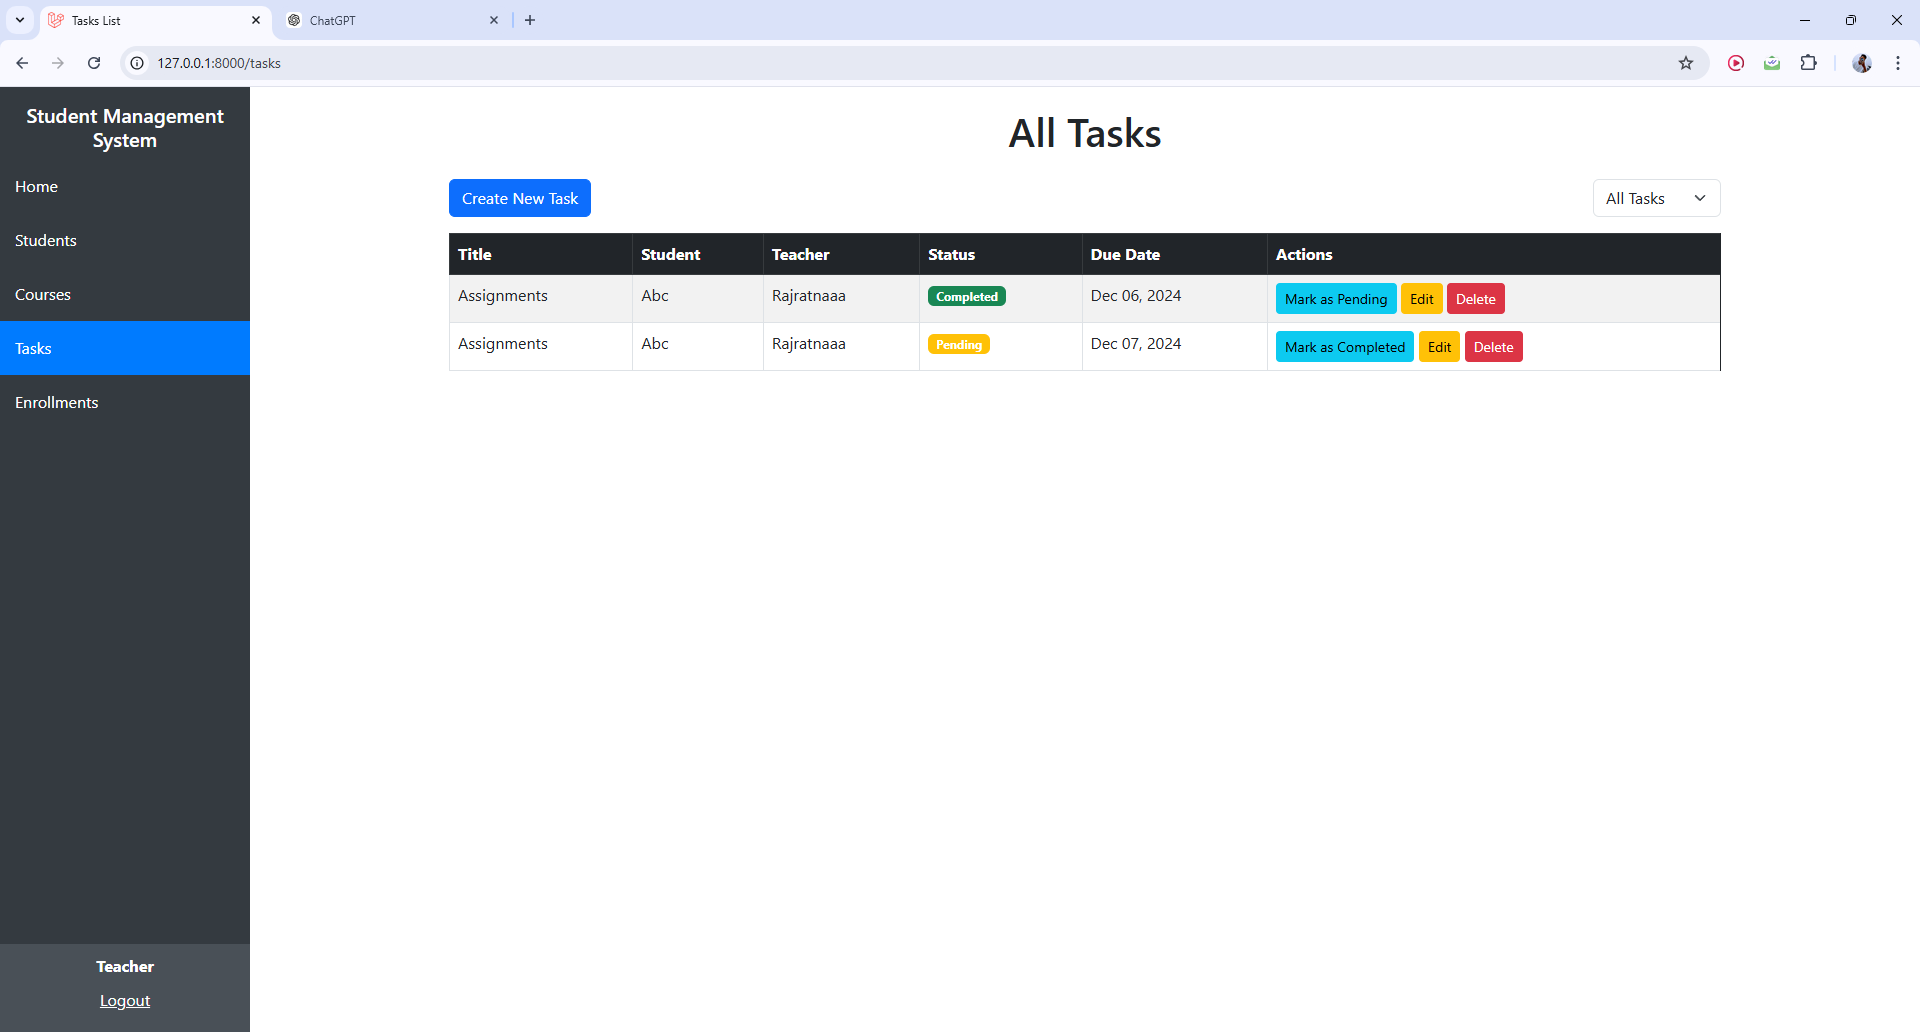 Tasks List
ChatGPT
127.0.0.1:8000/tasks
Student Management
System
Home
Students
Courses
Tasks
Enrollments
Teacher
Logout
All Tasks
Create New Task
All Tasks
Title Student Teacher Status Due Date Actions
Assignments Abc Rajratnaaa Completed Dec 06, 2024 Mark as Pending Edit Delete
Assignments Abc Rajratnaaa Pending Dec 07, 2024 Mark as Completed Edit Delete